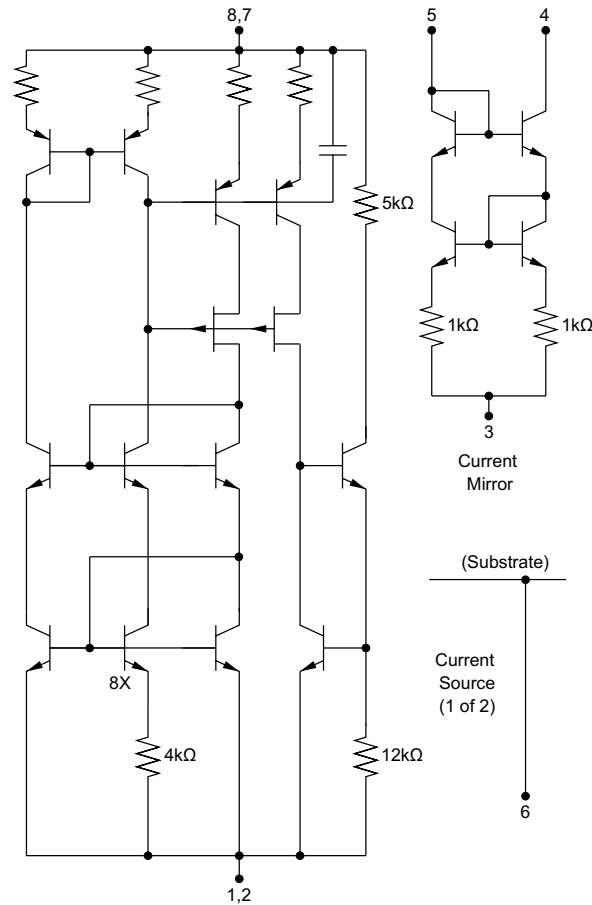 8,7
5
4
5kΩ
1kΩ
1kΩ
3
Current
Mirror
(Substrate)
8X
Current
Source
(1 of 2)
4kΩ
12kΩ
6
1,2